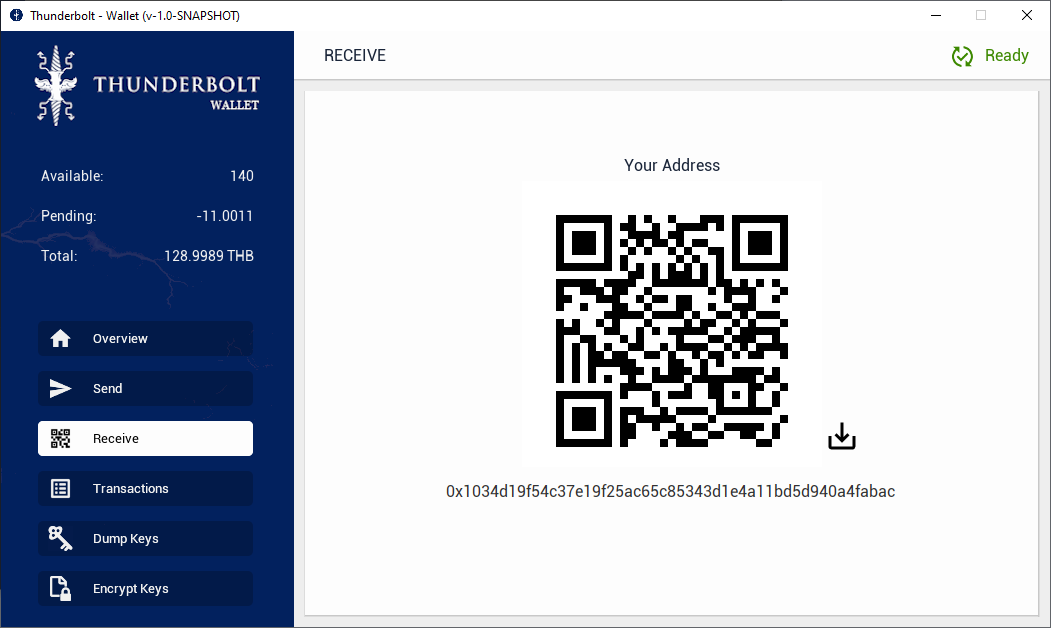 Thunderbolt - Wallet (v-1.0-SNAPSHOT)
THUNDERBOLT
WALLET
RECEIVE
Ready
Available: 140
Pending: -11.0011
Total: 128.9989 THB
Overview
Send
Receive
Transactions
Dump Keys
Encrypt Keys
Your Address
0x1034d19f54c37e19f25ac65c85343d1e4a11bd5d940a4fabac